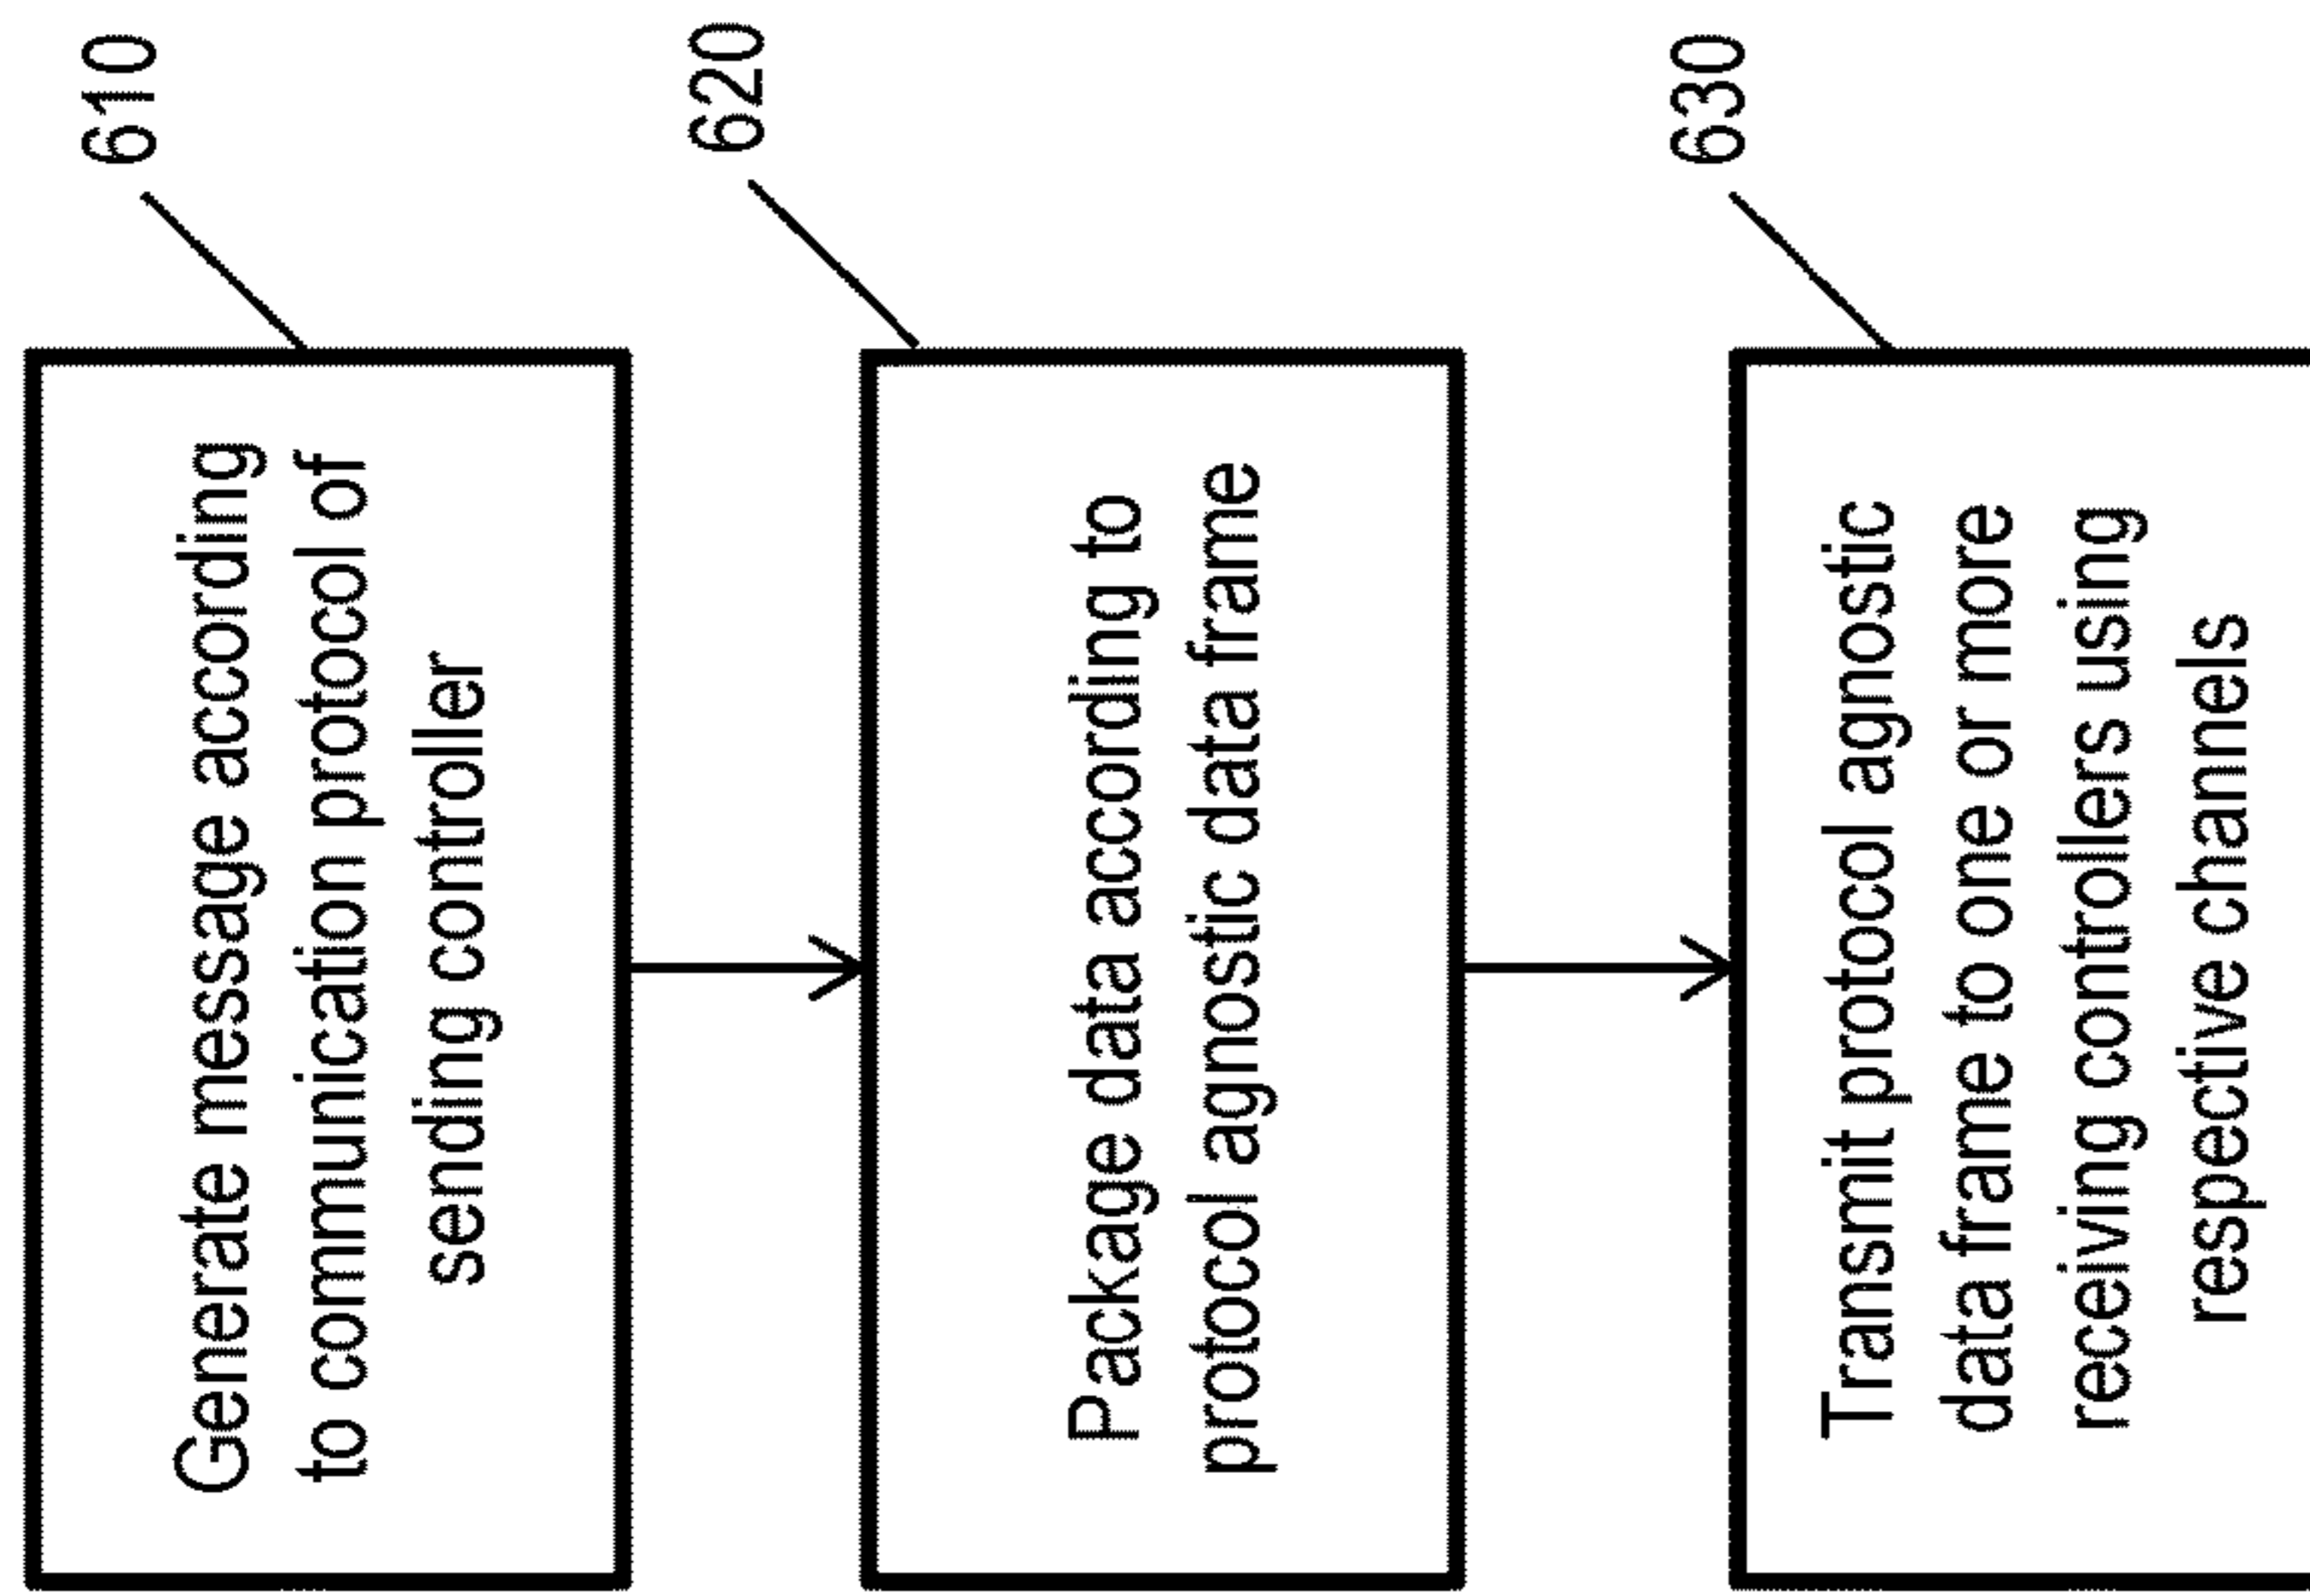 610
Generate message according
to communication protocol of
sending controller
620
Package data according to
protocol agnostic data frame
630
Transmit protocol agnostic
data frame to one or more
receiving controllers using
respective channels